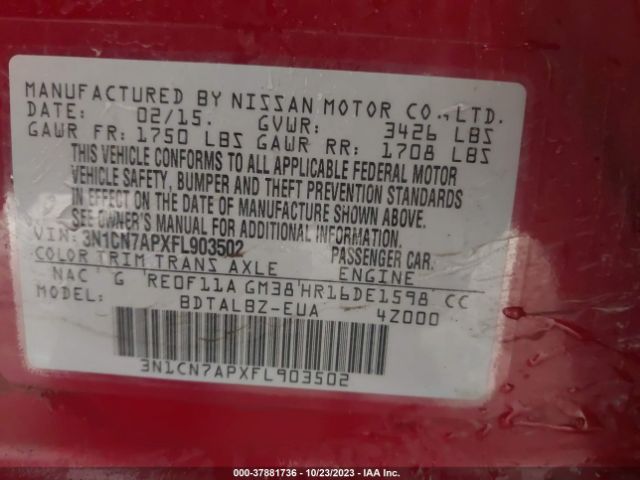 MANUFACTURED BY NISSAN MOTOR CO.,LTD.
DATE: 02/15. GVWR: 3426 LBS
GAWR FR: 1750 LBS GAWR RR: 1708 LBS
THIS VEHICLE CONFORMS TO ALL APPLICABLE FEDERAL MOTOR
VEHICLE SAFETY, BUMPER AND THEFT PREVENTION STANDARDS
IN EFFECT ON THE DATE OF MANUFACTURE SHOWN ABOVE.
SEE OWNER'S MANUAL FOR ADDITIONAL INFORMATION.
VIN: 3N1CN7APXFL903502 PASSENGER CAR.
COLOR TRIM TRANS AXLE ENGINE
NAC G RE0F11A GM38 HR16DE1598 CC
MODEL: BDTALBZ-EUA 4Z000
3N1CN7APXFL903502
000-37881736 - 10/23/2023 - IAA Inc.